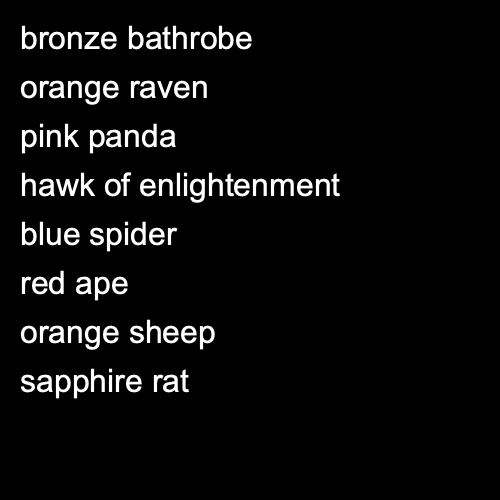 bronze bathrobe
orange raven
pink panda
hawk of enlightenment
blue spider
red ape
orange sheep
sapphire rat